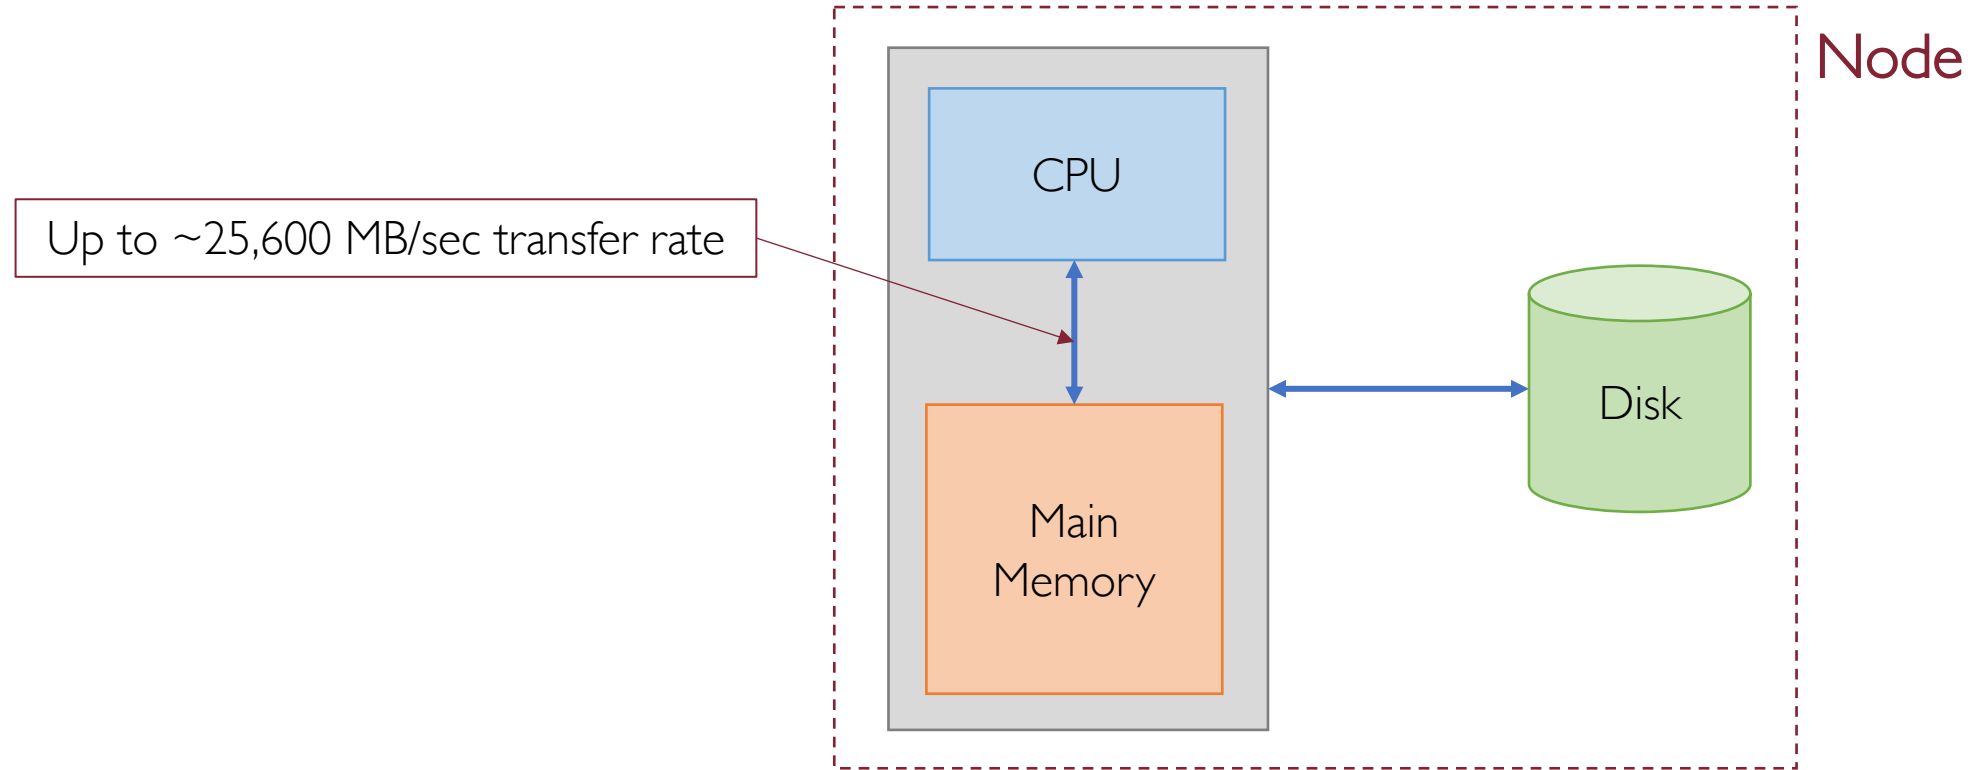 Node
CPU
Up to ~25,600 MB/sec transfer rate
Disk
Main
Memory